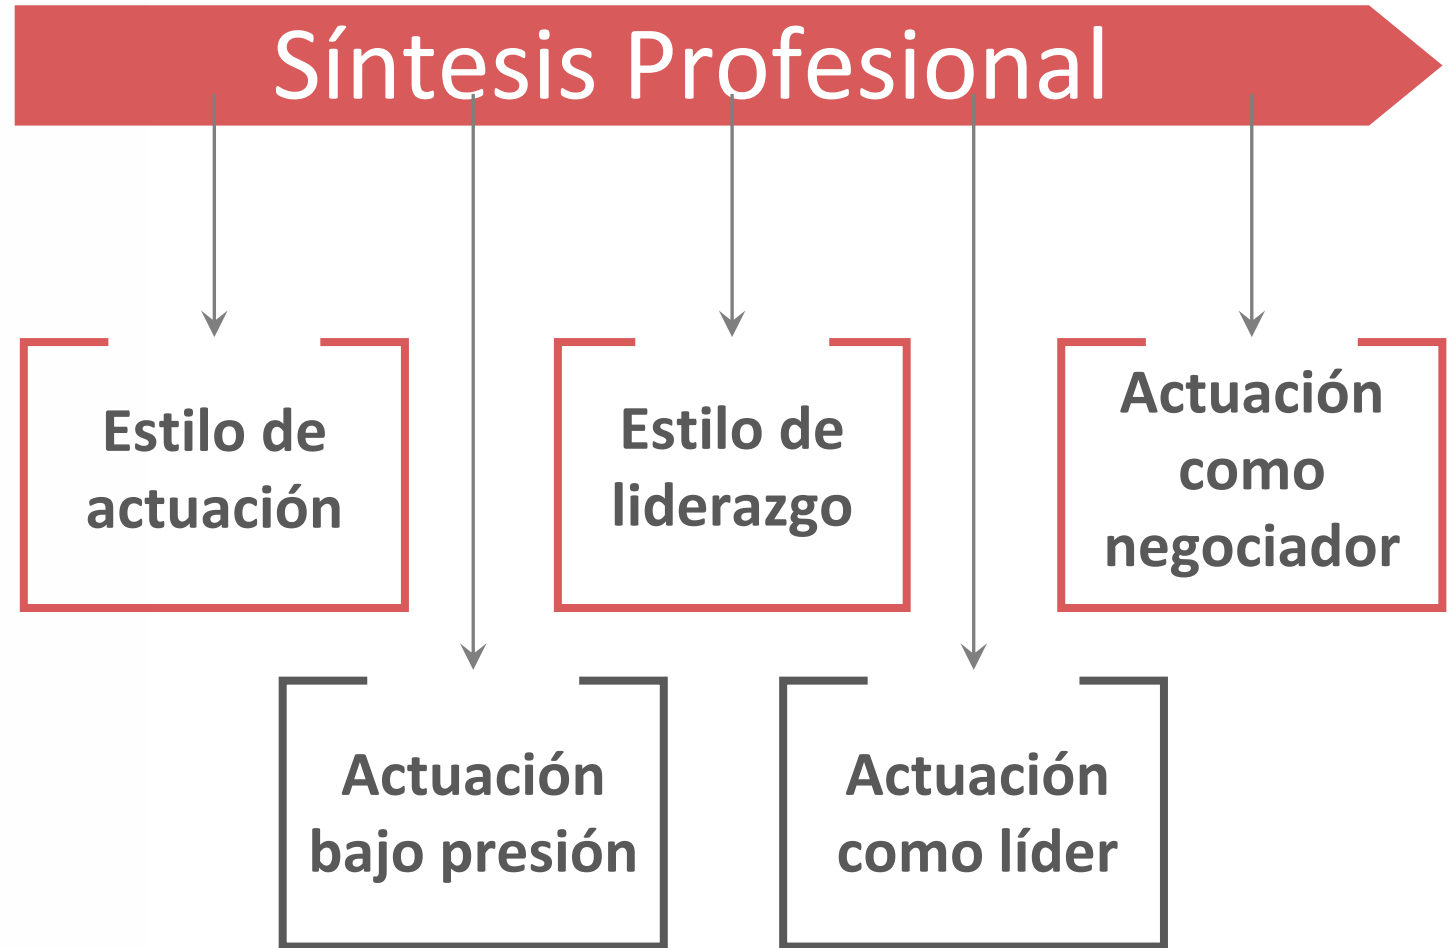 Síntesis Profesional
Estilo de
actuación
Estilo de
liderazgo
Actuación
como
negociador
Actuación
bajo presión
Actuación
como líder